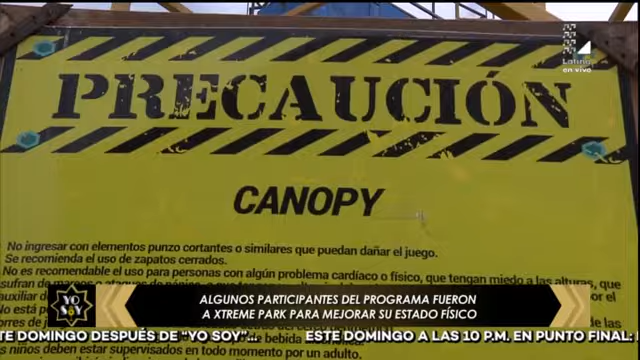 PRECAUCIÓN
Latina
en vivo
CANOPY
No ingresar con elementos punzo cortantes o similares que puedan dañar el juego.
Se recomienda el uso de zapatos cerrados.
No es recomendable el uso para personas con algún problema cardíaco o físico, que tengan miedo a las alturas, que
sufran de
YO SOY
ALGUNOS PARTICIPANTES DEL PROGRAMA FUERON
A XTREME PARK PARA MEJORAR SU ESTADO FÍSICO
TE DOMINGO DESPUÉS DE "YO SOY" ESTE DOMINGO A LAS 10 P.M. EN PUNTO FINAL:
niños deben estar supervisados en todo momento por un adulto.